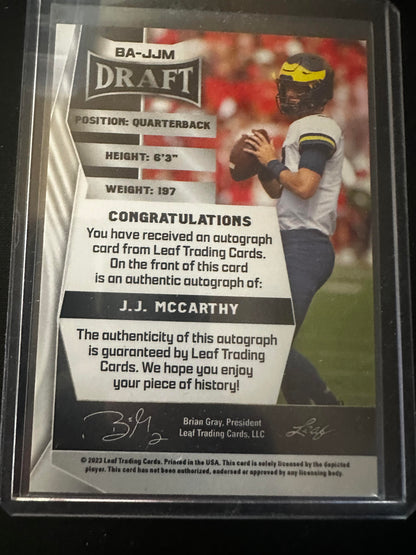 BA-JJM
DRAFT
POSITION: QUARTERBACK
HEIGHT: 6'3"
WEIGHT: 197
CONGRATULATIONS
You have received an autograph
card from Leaf Trading Cards.
On the front of this card
is an authentic autograph of:
J.J. MCCARTHY
The authenticity of this autograph
is guaranteed by Leaf Trading
Cards. We hope you enjoy
your piece of history!
Brian Gray, President
Leaf Trading Cards, LLC
Leaf
© 2023 Leaf Trading Cards. Printed in the USA. This card is solely licensed by the depicted
player. This card has not been authorized, endorsed or approved by any licensing body.